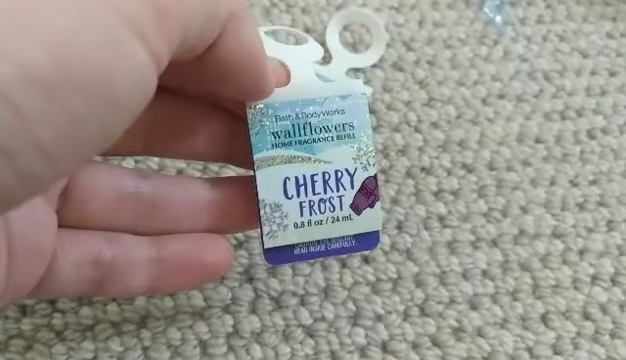 Bath & Body Works
wallflowers
HOME FRAGRANCE REFILL
CHERRY
FROST
0.8 fl oz / 24 mL
READ INSIDE CAREFULLY.